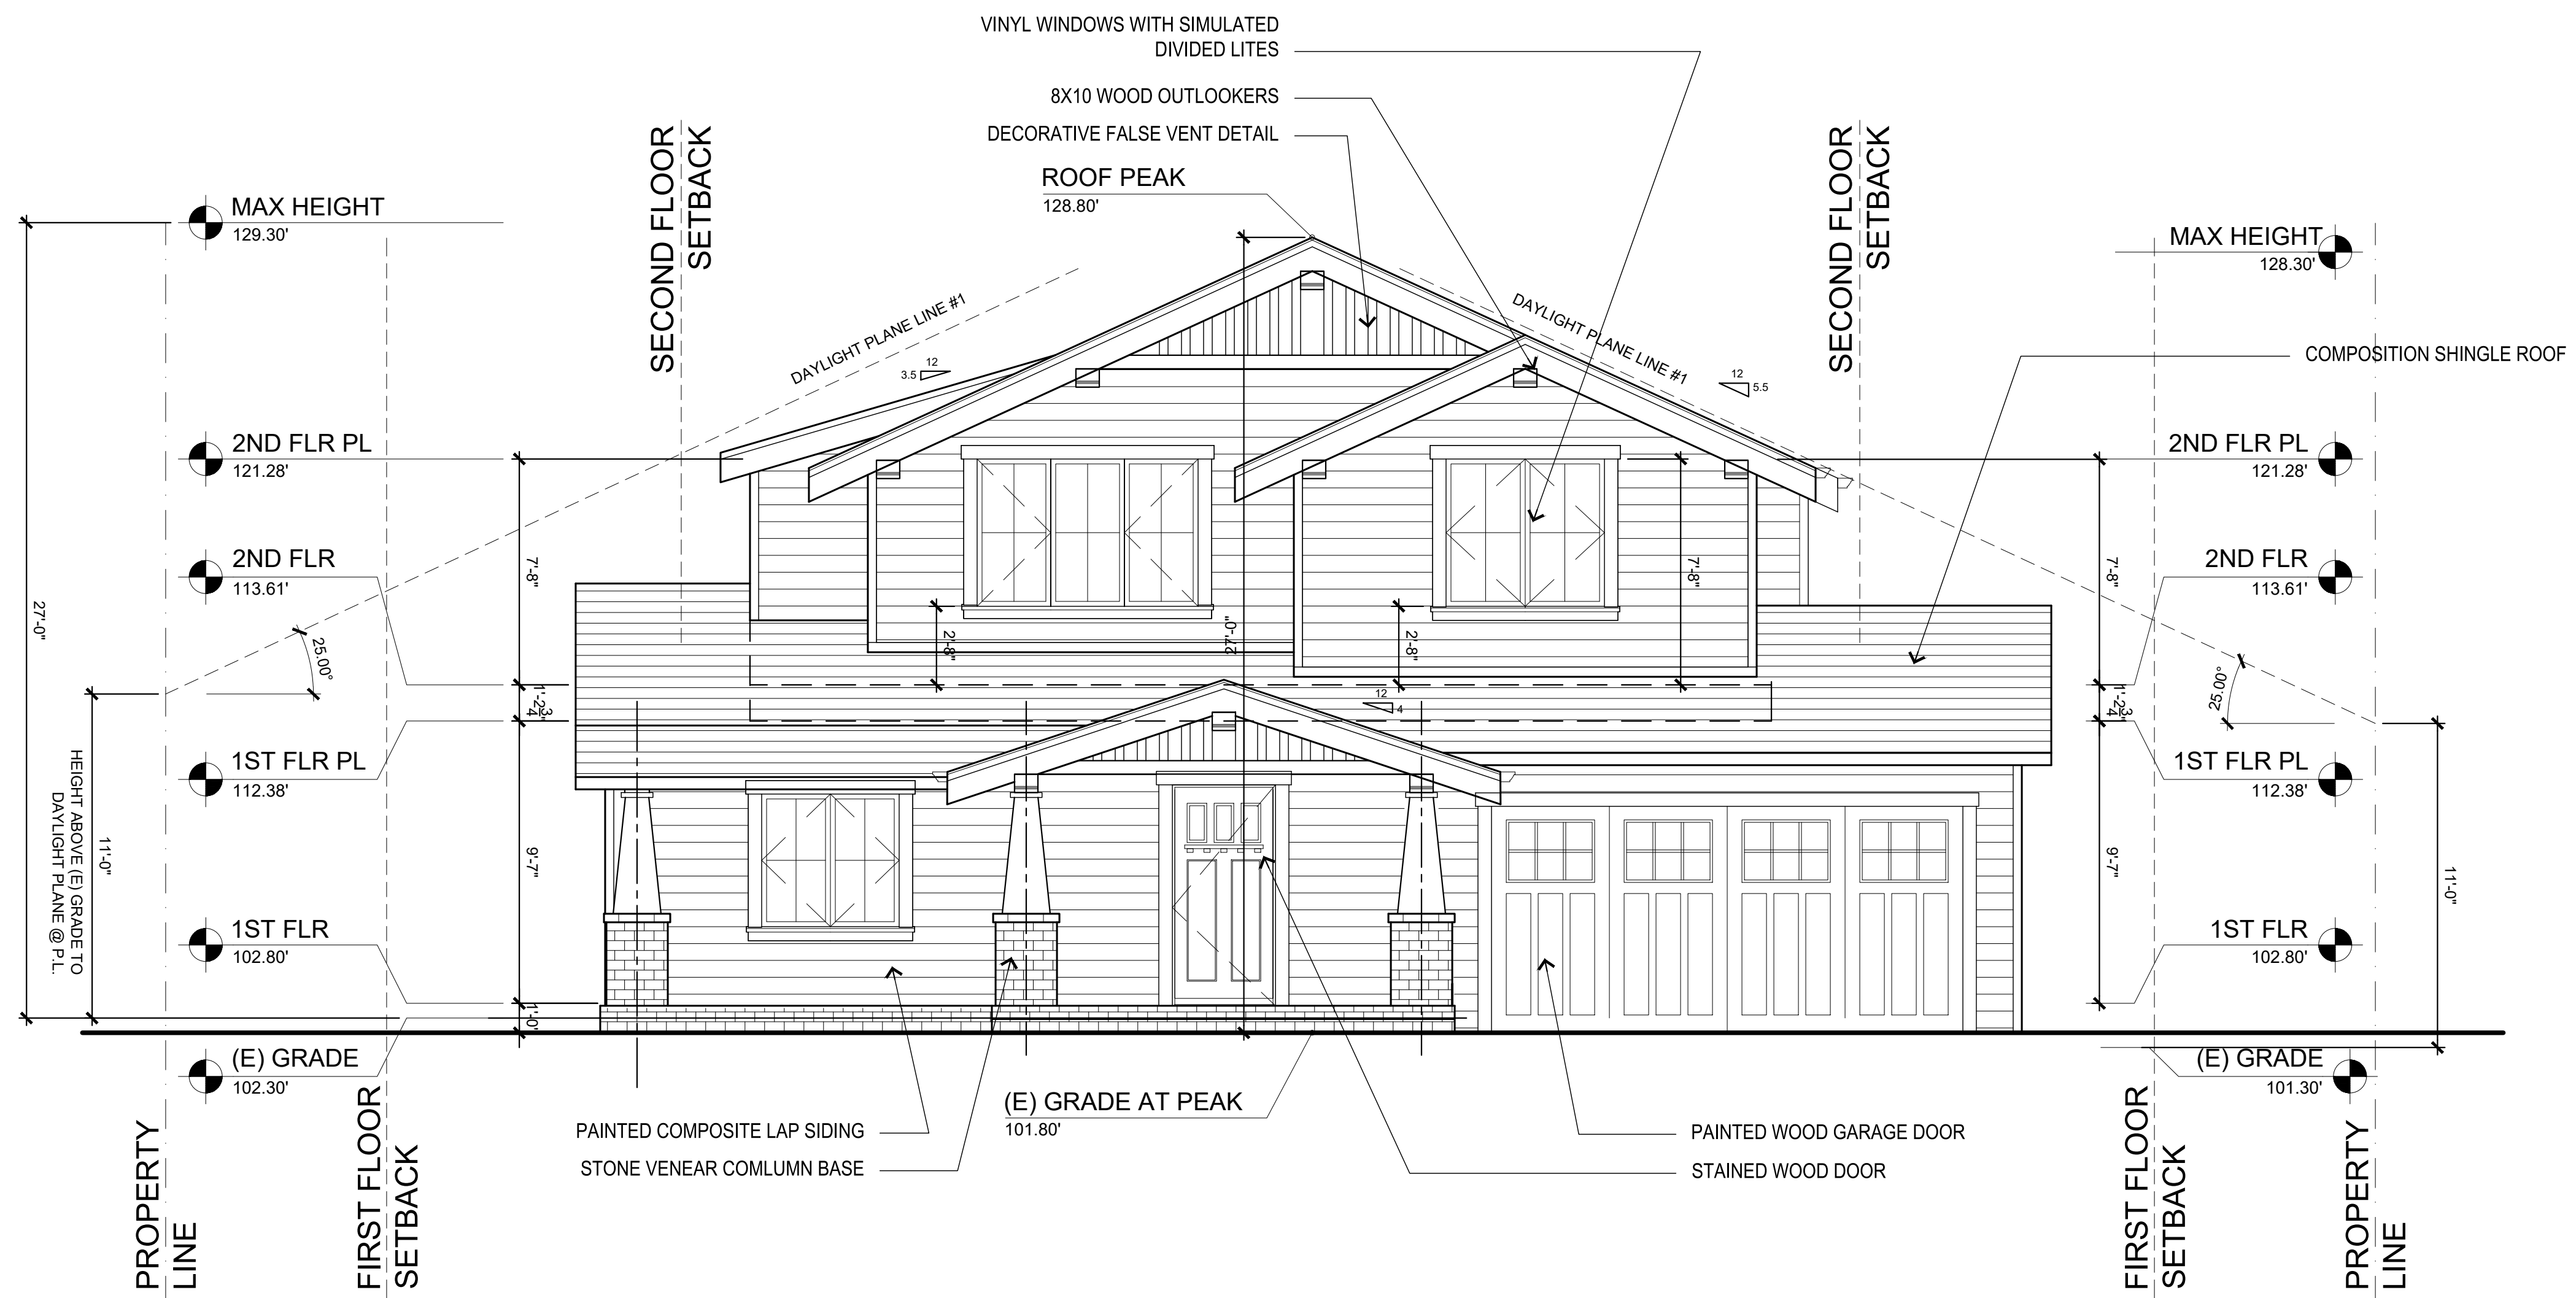 VINYL WINDOWS WITH SIMULATED
DIVIDED LITES
8X10 WOOD OUTLOOKERS
DECORATIVE FALSE VENT DETAIL
ROOF PEAK
128.80'
SECOND FLOOR
SETBACK
SECOND FLOOR
SETBACK
MAX HEIGHT
129.30'
MAX HEIGHT
128.30'
DAYLIGHT PLANE LINE #1
DAYLIGHT PLANE LINE #1
12
3.5
12
5.5
COMPOSITION SHINGLE ROOF
2ND FLR PL
121.28'
2ND FLR PL
121.28'
2ND FLR
113.61'
2ND FLR
113.61'
7'-8"
7'-8"
7'-8"
27'-0"
27'-0"
2'-8"
2'-8"
25.00°
25.00°
1'-2 3/4"
1'-2 3/4"
12
4
1ST FLR PL
112.38'
1ST FLR PL
112.38'
HEIGHT ABOVE (E) GRADE TO
DAYLIGHT PLANE @ P.L.
11'-0"
9'-7"
9'-7"
11'-0"
1ST FLR
102.80'
1ST FLR
102.80'
1'-0"
(E) GRADE
102.30'
(E) GRADE
101.30'
(E) GRADE AT PEAK
101.80'
PAINTED COMPOSITE LAP SIDING
STONE VENEAR COMLUMN BASE
PAINTED WOOD GARAGE DOOR
STAINED WOOD DOOR
PROPERTY
LINE
FIRST FLOOR
SETBACK
FIRST FLOOR
SETBACK
PROPERTY
LINE